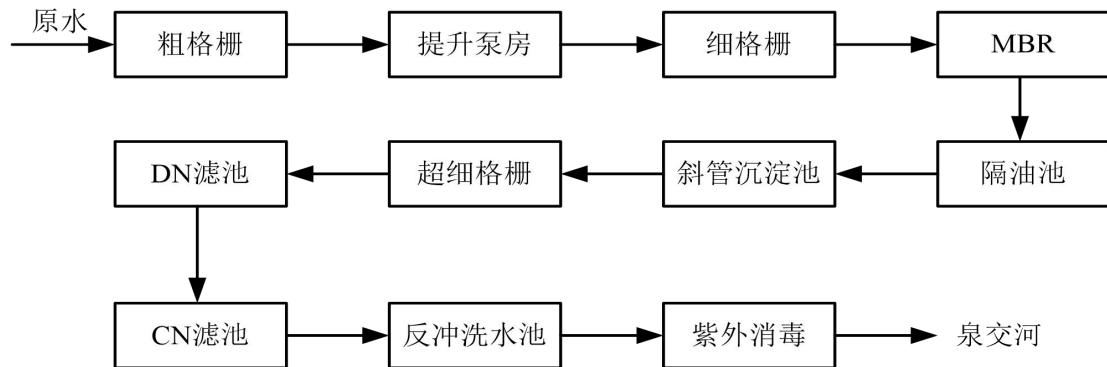 原水
粗格栅
提升泵房
细格栅
MBR
隔油池
斜管沉淀池
超细格栅
DN滤池
CN滤池
反冲洗水池
紫外消毒
泉交河